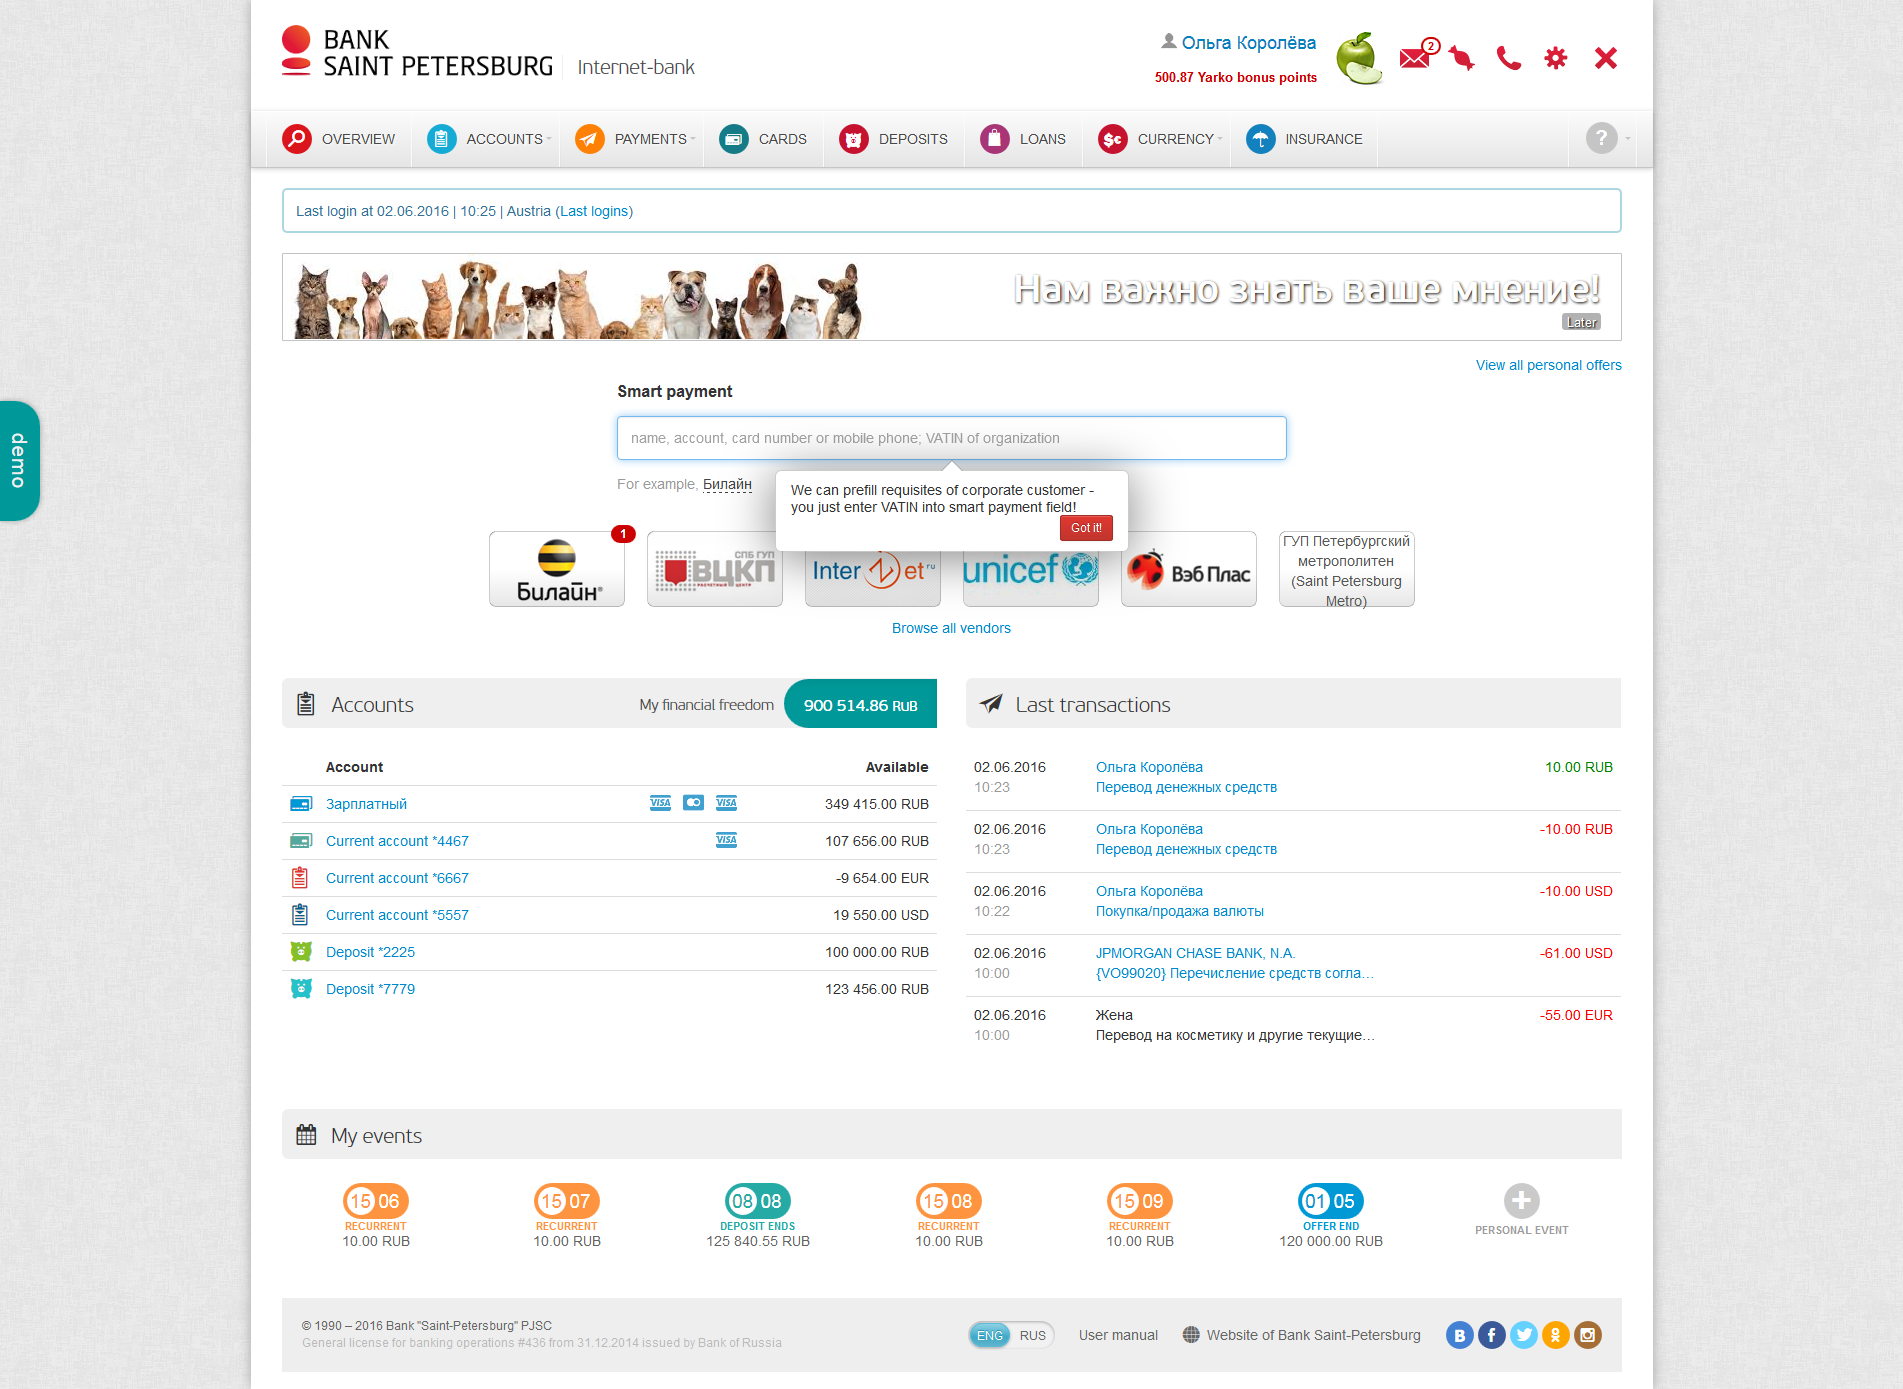 BANK
SAINT PETERSBURG
Internet-bank
Ольга Королёва
500.87 Yarko bonus points
2
OVERVIEW
ACCOUNTS
PAYMENTS
CARDS
DEPOSITS
LOANS
CURRENCY
INSURANCE
?
Last login at 02.06.2016 | 10:25 | Austria (Last logins)
Нам важно знать ваше мнение!
Later
View all personal offers
demo
Smart payment
name, account, card number or mobile phone; VATIN of organization
For example, Билайн
We can prefill requisites of corporate customer -
you just enter VATIN into smart payment field!
Got it!
1
Билайн
СПБ ГУП
ВЦКП
РАСЧЕТНЫЙ ЦЕНТР
InterZet ru
unicef
Вэб Плас
ГУП Петербургский
метрополитен
(Saint Petersburg
Metro)
Browse all vendors
Accounts
My financial freedom
900 514.86 RUB
Account Available
Зарплатный VISA VISA 349 415.00 RUB
Current account *4467 VISA 107 656.00 RUB
Current account *6667 -9 654.00 EUR
Current account *5557 19 550.00 USD
Deposit *2225 100 000.00 RUB
Deposit *7779 123 456.00 RUB
Last transactions
02.06.2016 Ольга Королёва 10.00 RUB
10:23 Перевод денежных средств
02.06.2016 Ольга Королёва -10.00 RUB
10:23 Перевод денежных средств
02.06.2016 Ольга Королёва -10.00 USD
10:22 Покупка/продажа валюты
02.06.2016 JPMORGAN CHASE BANK, N.A. -61.00 USD
10:00 {VO99020} Перечисление средств согла...
02.06.2016 Жена -55.00 EUR
10:00 Перевод на косметику и другие текущие...
My events
15 06
RECURRENT
10.00 RUB
15 07
RECURRENT
10.00 RUB
08 08
DEPOSIT ENDS
125 840.55 RUB
15 08
RECURRENT
10.00 RUB
15 09
RECURRENT
10.00 RUB
01 05
OFFER END
120 000.00 RUB
PERSONAL EVENT
© 1990 – 2016 Bank "Saint-Petersburg" PJSC
General license for banking operations #436 from 31.12.2014 issued by Bank of Russia
ENG RUS
User manual
Website of Bank Saint-Petersburg